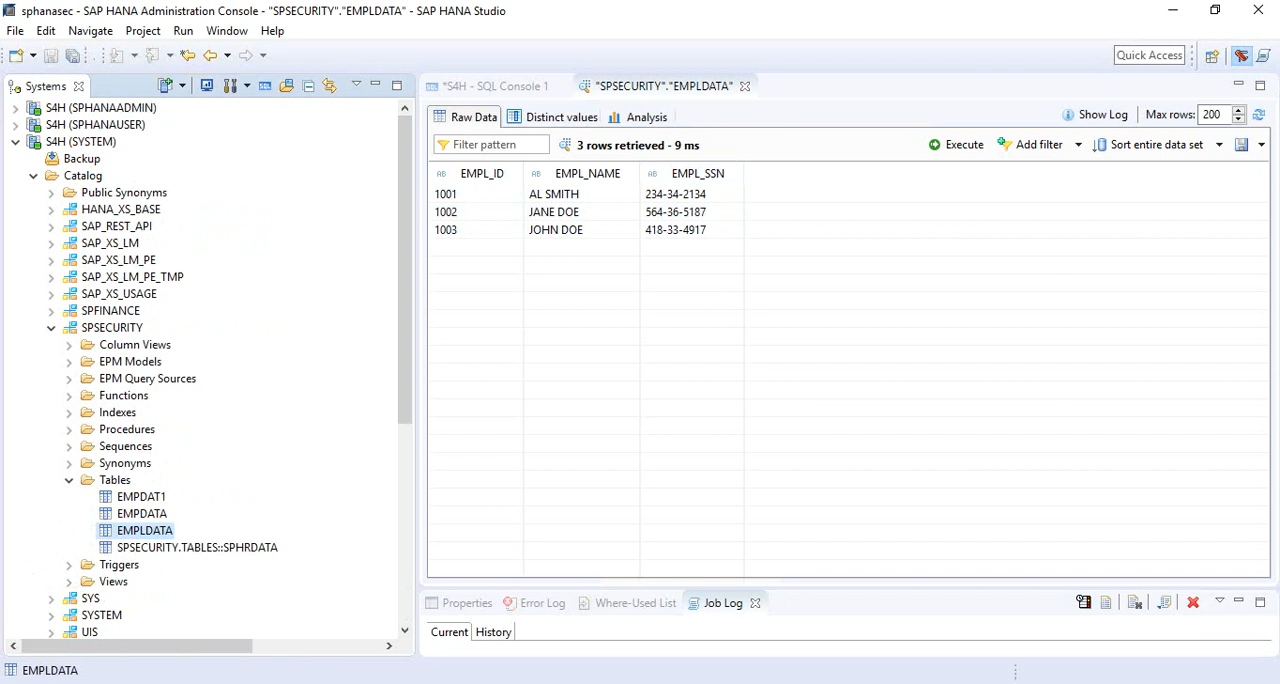 sphanasec - SAP HANA Administration Console - "SPSECURITY"."EMPLDATA" - SAP HANA Studio
File Edit Navigate Project Run Window Help
Quick Access
Systems
S4H (SPHANAADMIN)
S4H (SPHANAUSER)
S4H (SYSTEM)
Backup
Catalog
Public Synonyms
HANA_XS_BASE
SAP_REST_API
SAP_XS_LM
SAP_XS_LM_PE
SAP_XS_LM_PE_TMP
SAP_XS_USAGE
SPFINANCE
SPSECURITY
Column Views
EPM Models
EPM Query Sources
Functions
Indexes
Procedures
Sequences
Synonyms
Tables
EMPDAT1
EMPDATA
EMPLDATA
SPSECURITY.TABLES::SPHRDATA
Triggers
Views
SYS
SYSTEM
UIS
*S4H - SQL Console 1 "SPSECURITY"."EMPLDATA"
Raw Data Distinct values Analysis Show Log Max rows: 200
Filter pattern 3 rows retrieved - 9 ms Execute Add filter Sort entire data set
AB EMPL_ID AB EMPL_NAME AB EMPL_SSN
1001 AL SMITH 234-34-2134
1002 JANE DOE 564-36-5187
1003 JOHN DOE 418-33-4917
Properties Error Log Where-Used List Job Log
Current History
EMPLDATA